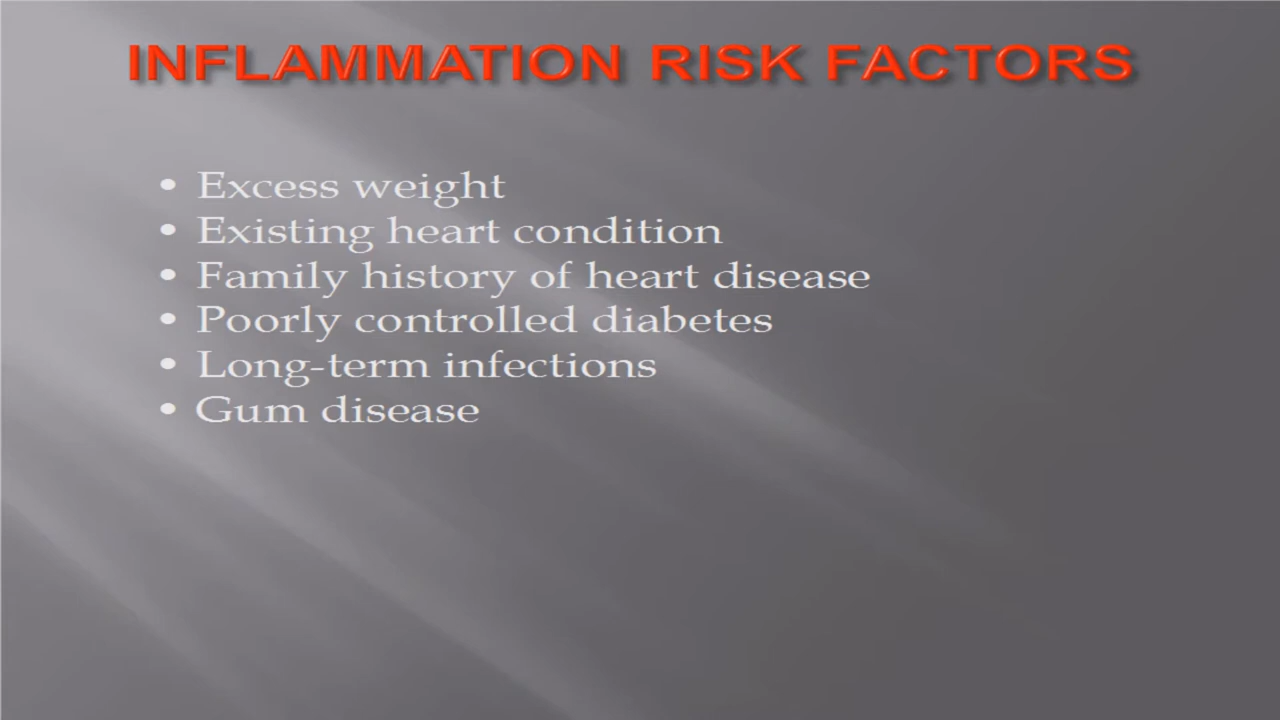 INFLAMMATION RISK FACTORS
• Excess weight
• Existing heart condition
• Family history of heart disease
• Poorly controlled diabetes
• Long-term infections
• Gum disease